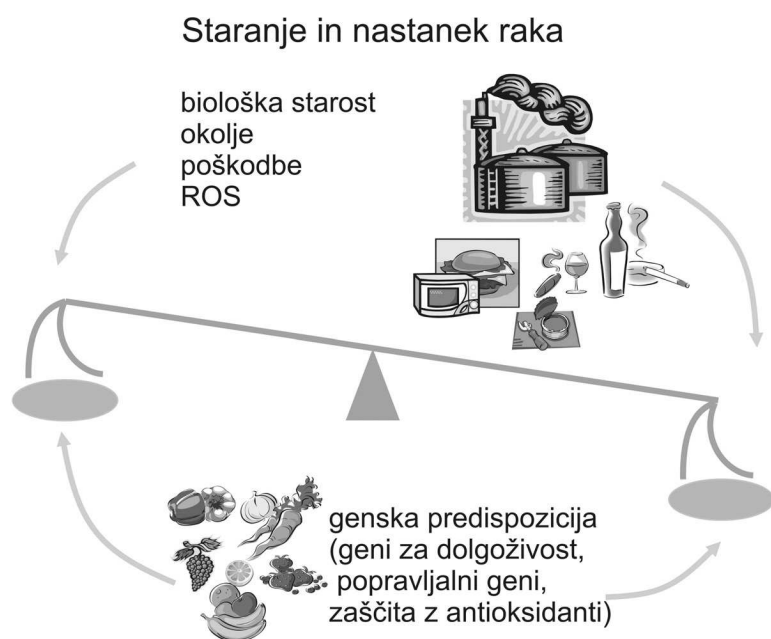 Staranje in nastanek raka
biološka starost
okolje
poškodbe
ROS
genska predispozicija
(geni za dolgoživost,
popravljalni geni,
zaščita z antioksidanti)